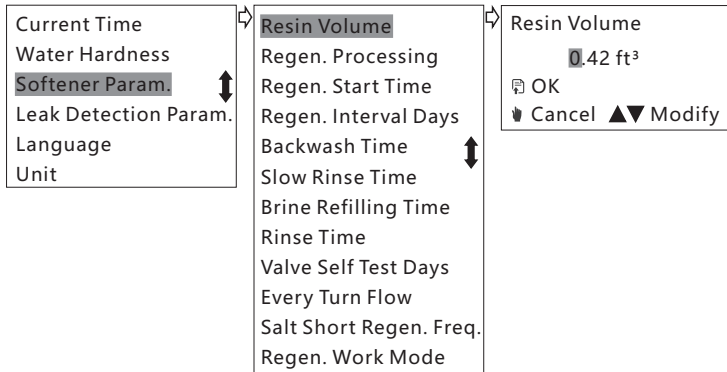 Current Time
Water Hardness
Softener Param.
Leak Detection Param.
Language
Unit
Resin Volume
Regen. Processing
Regen. Start Time
Regen. Interval Days
Backwash Time
Slow Rinse Time
Brine Refilling Time
Rinse Time
Valve Self Test Days
Every Turn Flow
Salt Short Regen. Freq.
Regen. Work Mode
Resin Volume
0.42 ft³
OK
Cancel ▲▼ Modify